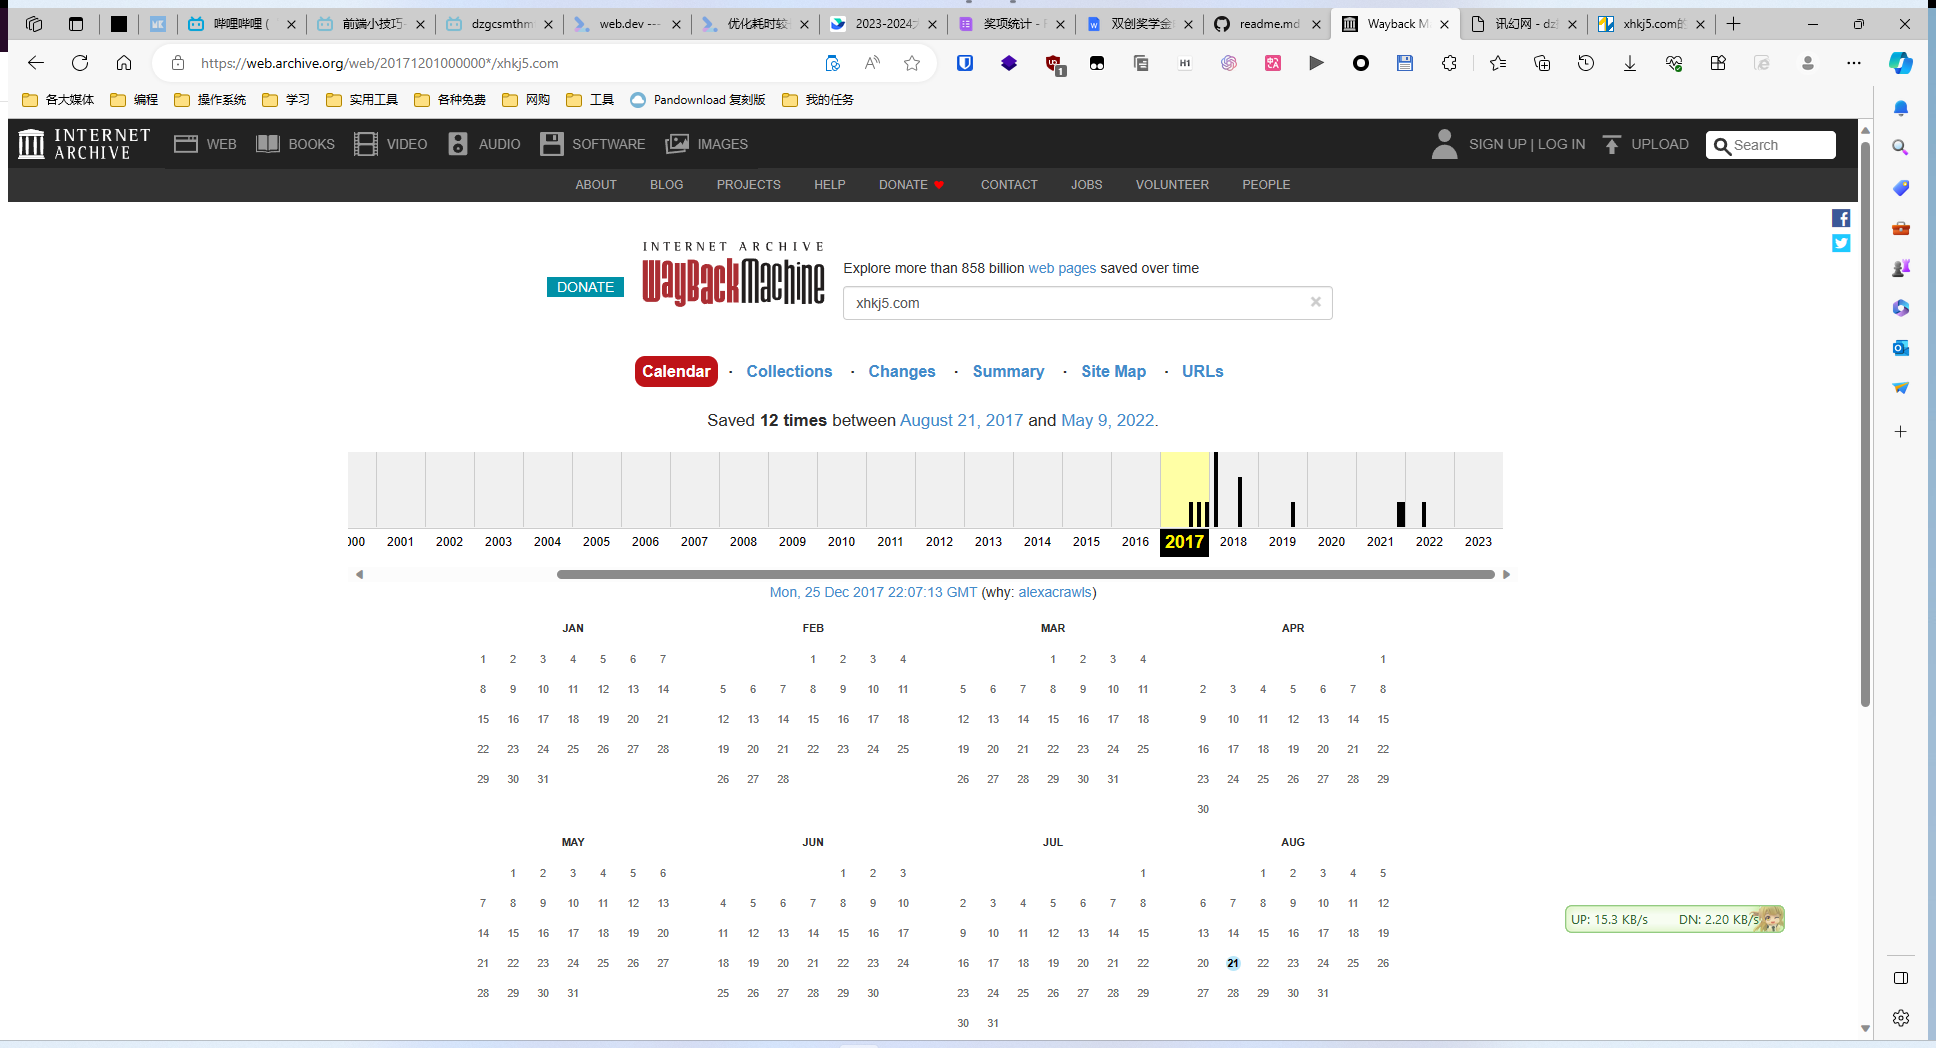 哔哩哔哩 (
前端小技巧
dzgcsmthm
web.dev ---
优化耗时较
2023-2024
奖项统计 -
双创奖学金
readme.md
Wayback M
讯幻网 - dz
xhkj5.com的
https://web.archive.org/web/20171201000000*/xhkj5.com
1
H1
各大媒体 编程 操作系统 学习 实用工具 各种免费 网购 工具 Pandownload 复刻版 我的任务
INTERNET
ARCHIVE
WEB BOOKS VIDEO AUDIO SOFTWARE IMAGES
SIGN UP | LOG IN UPLOAD Search
ABOUT BLOG PROJECTS HELP DONATE CONTACT JOBS VOLUNTEER PEOPLE
DONATE
INTERNET ARCHIVE
WayBackMachine
Explore more than 858 billion web pages saved over time
xhkj5.com
Calendar · Collections · Changes · Summary · Site Map · URLs
Saved 12 times between August 21, 2017 and May 9, 2022.
2001 2002 2003 2004 2005 2006 2007 2008 2009 2010 2011 2012 2013 2014 2015 2016 2017 2018 2019 2020 2021 2022 2023
Mon, 25 Dec 2017 22:07:13 GMT (why: alexacrawls)
JAN
1 2 3 4 5 6 7
8 9 10 11 12 13 14
15 16 17 18 19 20 21
22 23 24 25 26 27 28
29 30 31
FEB
1 2 3 4
5 6 7 8 9 10 11
12 13 14 15 16 17 18
19 20 21 22 23 24 25
26 27 28
MAR
1 2 3 4
5 6 7 8 9 10 11
12 13 14 15 16 17 18
19 20 21 22 23 24 25
26 27 28 29 30 31
APR
1
2 3 4 5 6 7 8
9 10 11 12 13 14 15
16 17 18 19 20 21 22
23 24 25 26 27 28 29
30
MAY
1 2 3 4 5 6
7 8 9 10 11 12 13
14 15 16 17 18 19 20
21 22 23 24 25 26 27
28 29 30 31
JUN
1 2 3
4 5 6 7 8 9 10
11 12 13 14 15 16 17
18 19 20 21 22 23 24
25 26 27 28 29 30
JUL
1
2 3 4 5 6 7 8
9 10 11 12 13 14 15
16 17 18 19 20 21 22
23 24 25 26 27 28 29
30 31
AUG
1 2 3 4 5
6 7 8 9 10 11 12
13 14 15 16 17 18 19
20 21 22 23 24 25 26
27 28 29 30 31
UP: 15.3 KB/s DN: 2.20 KB/s